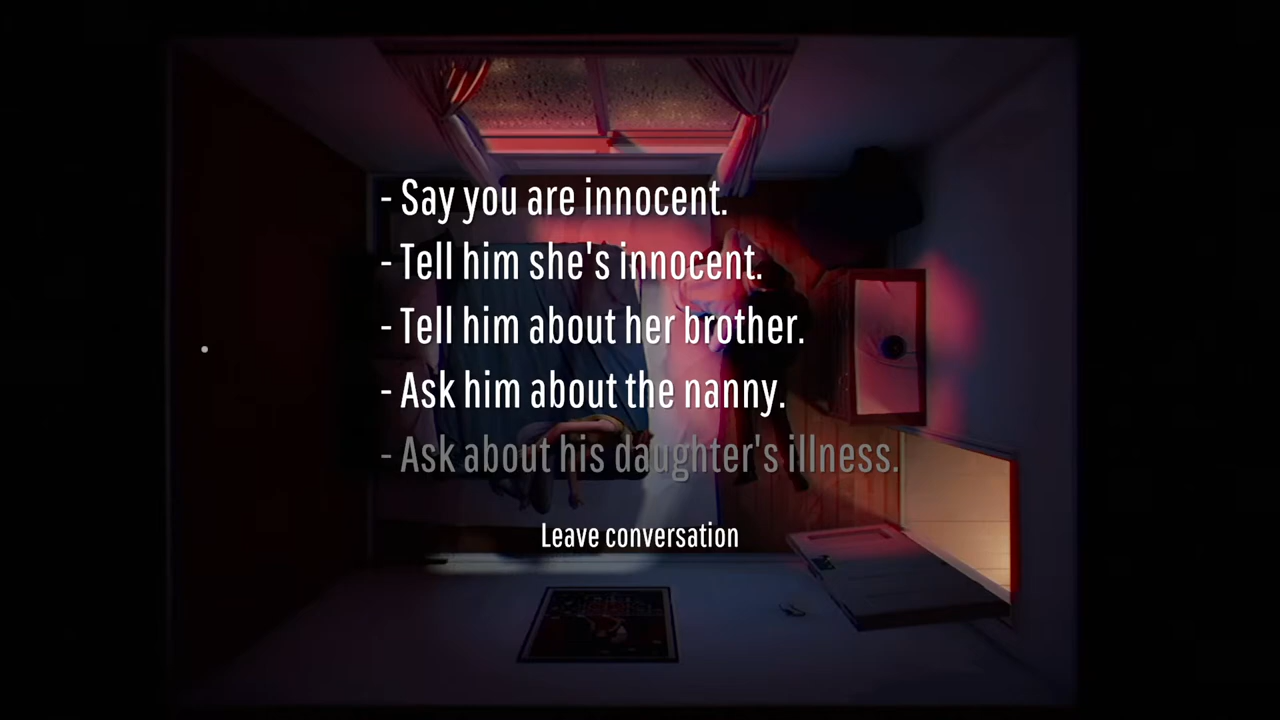 - Say you are innocent.
- Tell him she's innocent.
- Tell him about her brother.
- Ask him about the nanny.
- Ask about his daughter's illness.
Leave conversation